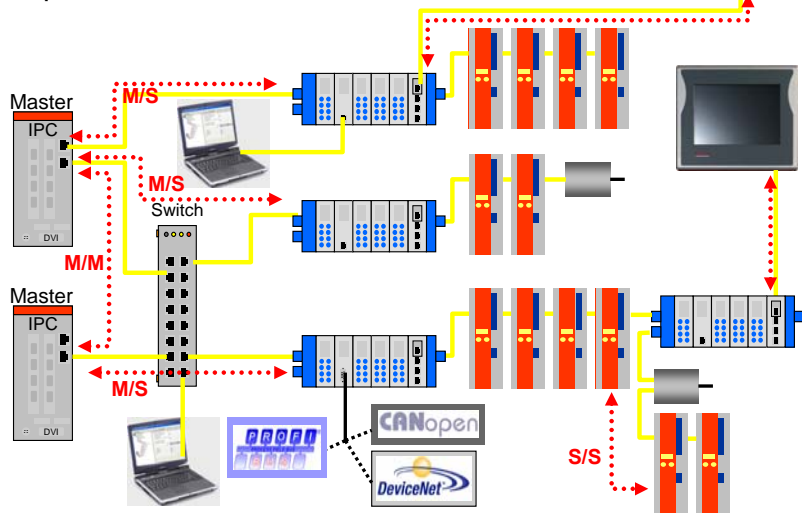 Master
IPC
DVI
M/S
M/S
Switch
M/M
Master
IPC
DVI
M/S
PROFI
CANopen
DeviceNet
S/S